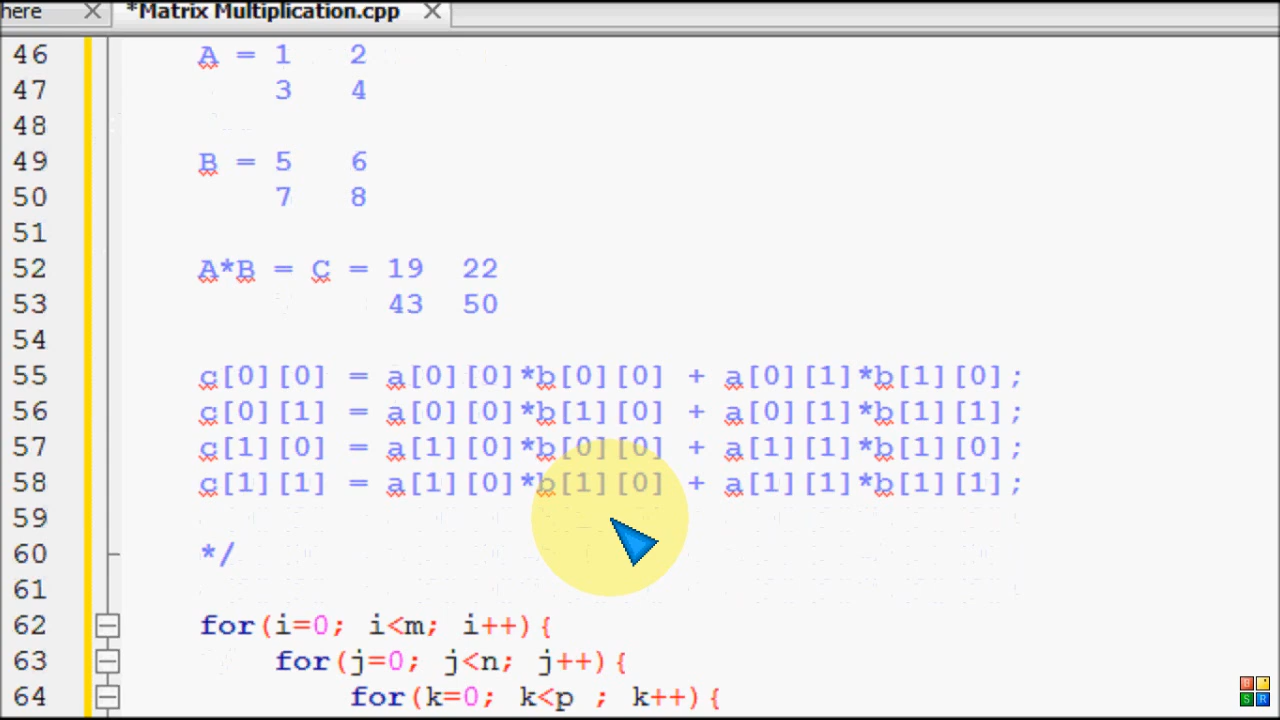 here *Matrix Multiplication.cpp
46 A = 1 2
47 3 4
48
49 B = 5 6
50 7 8
51
52 A*B = C = 19 22
53 43 50
54
55 c[0][0] = a[0][0]*b[0][0] + a[0][1]*b[1][0];
56 c[0][1] = a[0][0]*b[1][0] + a[0][1]*b[1][1];
57 c[1][0] = a[1][0]*b[0][0] + a[1][1]*b[1][0];
58 c[1][1] = a[1][0]*b[1][0] + a[1][1]*b[1][1];
59
60 */
61
62 for(i=0; i<m; i++){
63 for(j=0; j<n; j++){
64 for(k=0; k<p ; k++){